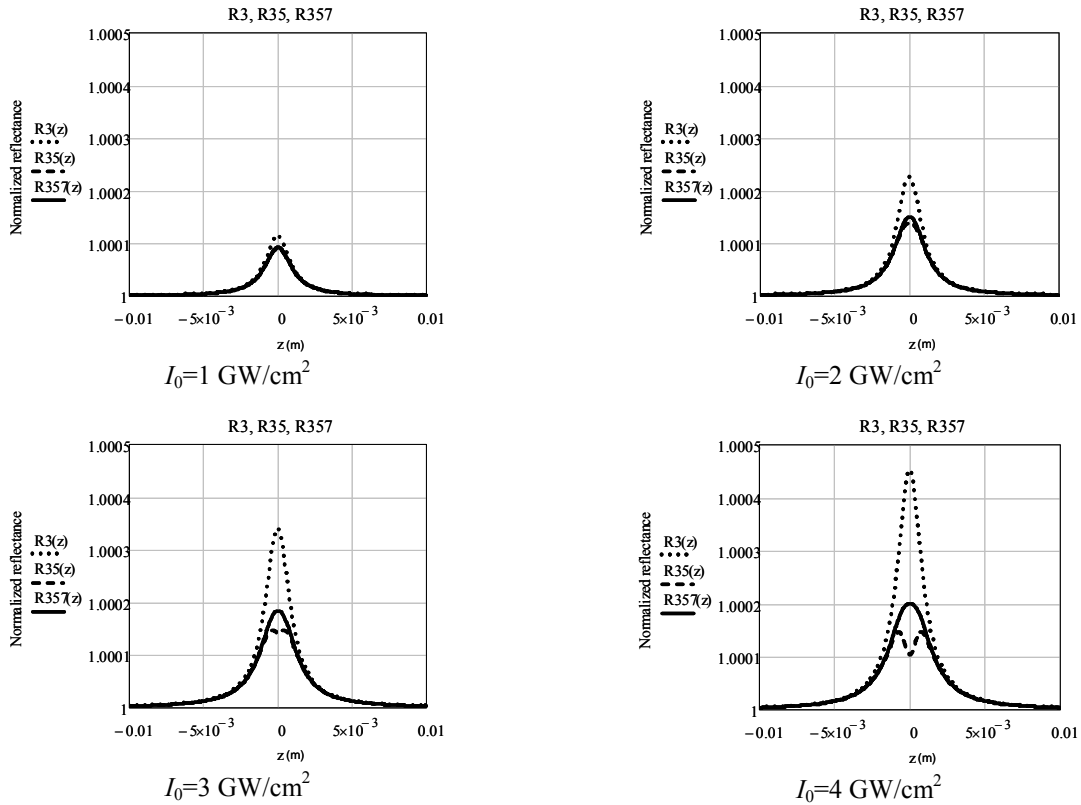 R3, R35, R357
Normalized reflectance
R3(z)
R35(z)
R357(z)
1.0005
1.0004
1.0003
1.0002
1.0001
1
−0.01 −5×10⁻³ 0 5×10⁻³ 0.01
z (m)
I₀=1 GW/cm²
R3, R35, R357
Normalized reflectance
R3(z)
R35(z)
R357(z)
1.0005
1.0004
1.0003
1.0002
1.0001
1
−0.01 −5×10⁻³ 0 5×10⁻³ 0.01
z (m)
I₀=2 GW/cm²
R3, R35, R357
Normalized reflectance
R3(z)
R35(z)
R357(z)
1.0005
1.0004
1.0003
1.0002
1.0001
1
−0.01 −5×10⁻³ 0 5×10⁻³ 0.01
z (m)
I₀=3 GW/cm²
R3, R35, R357
Normalized reflectance
R3(z)
R35(z)
R357(z)
1.0005
1.0004
1.0003
1.0002
1.0001
1
−0.01 −5×10⁻³ 0 5×10⁻³ 0.01
z (m)
I₀=4 GW/cm²